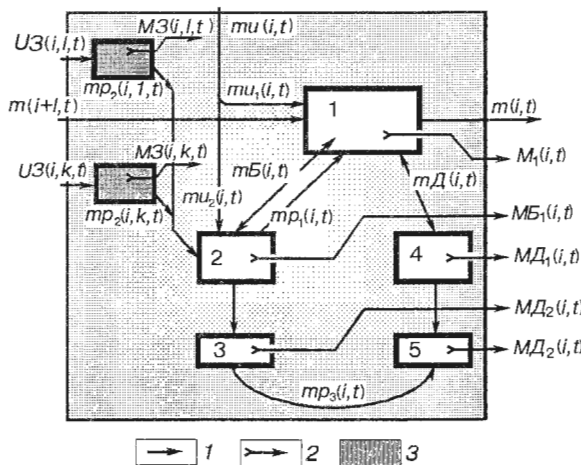 UЗ(i,l,t)
MЗ(i,l,t)
mu(i,t)
mp₂(i,1,t)
mu₁(i,t)
m(i+l,t)
1
m(i,t)
UЗ(i,k,t)
MЗ(i,k,t)
M₁(i,t)
mБ(i,t)
mД(i,t)
mp₂(i,k,t)
mu₂(i,t)
mp₁(i,t)
MБ₁(i,t)
2
4
MД₁(i,t)
MД₂(i,t)
3
5
MД₂(i,t)
mp₃(i,t)
1
2
3